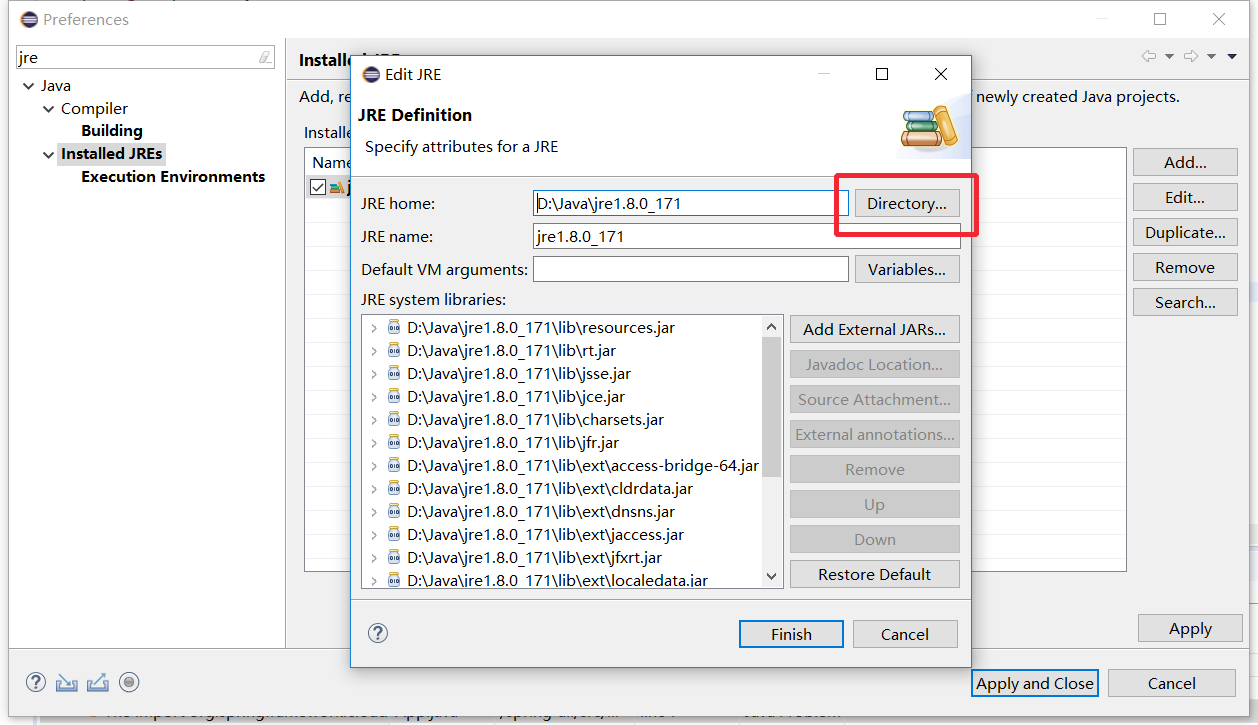 Preferences
jre
Java
Compiler
Building
Installed JREs
Execution Environments
Add, re
newly created Java projects.
Installe
Name
Add...
Edit...
Duplicate...
Remove
Search...
Apply
Apply and Close
Cancel
Edit JRE
JRE Definition
Specify attributes for a JRE
JRE home:
D:\Java\jre1.8.0_171
Directory...
JRE name:
jre1.8.0_171
Default VM arguments:
Variables...
JRE system libraries:
D:\Java\jre1.8.0_171\lib\resources.jar
D:\Java\jre1.8.0_171\lib\rt.jar
D:\Java\jre1.8.0_171\lib\jsse.jar
D:\Java\jre1.8.0_171\lib\jce.jar
D:\Java\jre1.8.0_171\lib\charsets.jar
D:\Java\jre1.8.0_171\lib\jfr.jar
D:\Java\jre1.8.0_171\lib\ext\access-bridge-64.jar
D:\Java\jre1.8.0_171\lib\ext\cldrdata.jar
D:\Java\jre1.8.0_171\lib\ext\dnsns.jar
D:\Java\jre1.8.0_171\lib\ext\jaccess.jar
D:\Java\jre1.8.0_171\lib\ext\jfxrt.jar
D:\Java\jre1.8.0_171\lib\ext\localedata.jar
Add External JARs...
Javadoc Location...
Source Attachment...
External annotations...
Remove
Up
Down
Restore Default
Finish
Cancel